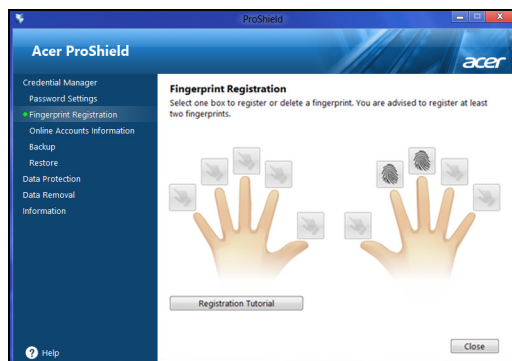 ProShield
Acer ProShield
acer
Credential Manager
Password Settings
Fingerprint Registration
Online Accounts Information
Backup
Restore
Data Protection
Data Removal
Information
Fingerprint Registration
Select one box to register or delete a fingerprint. You are advised to register at least
two fingerprints.
Registration Tutorial
Close
? Help